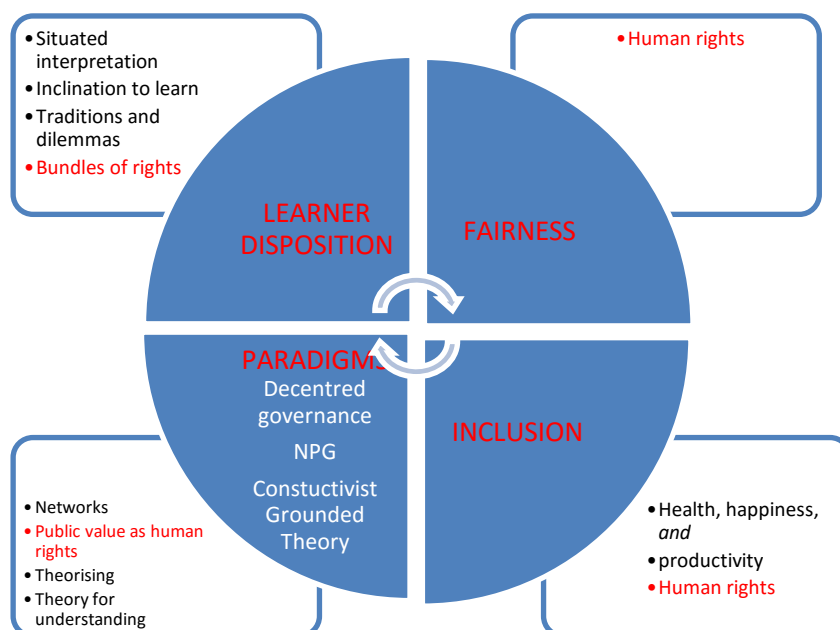 •Situated
interpretation
•Inclination to learn
•Traditions and
dilemmas
•Bundles of rights
•Human rights
LEARNER
DISPOSITION
FAIRNESS
PARADIGMS
Decentred
governance
NPG
Constuctivist
Grounded
Theory
INCLUSION
•Networks
•Public value as human
rights
•Theorising
•Theory for
understanding
•Health, happiness,
and
•productivity
•Human rights